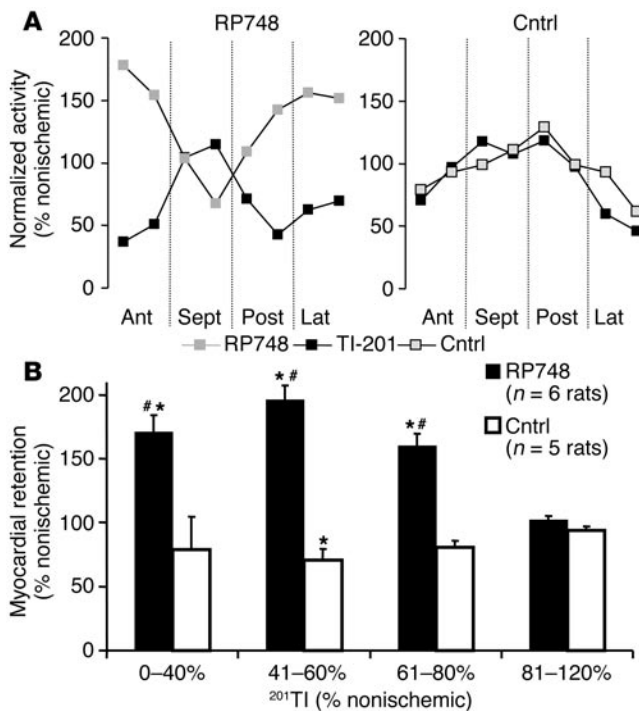 A
RP748
Cntrl
Normalized activity
(% nonischemic)
200
150
100
50
0
200
150
100
50
0
Ant Sept Post Lat
Ant Sept Post Lat
RP748 TI-201 Cntrl
B
Myocardial retention
(% nonischemic)
200
150
100
50
0
# *
* #
*
* #
RP748
(n = 6 rats)
Cntrl
(n = 5 rats)
0–40% 41–60% 61–80% 81–120%
²⁰¹TI (% nonischemic)